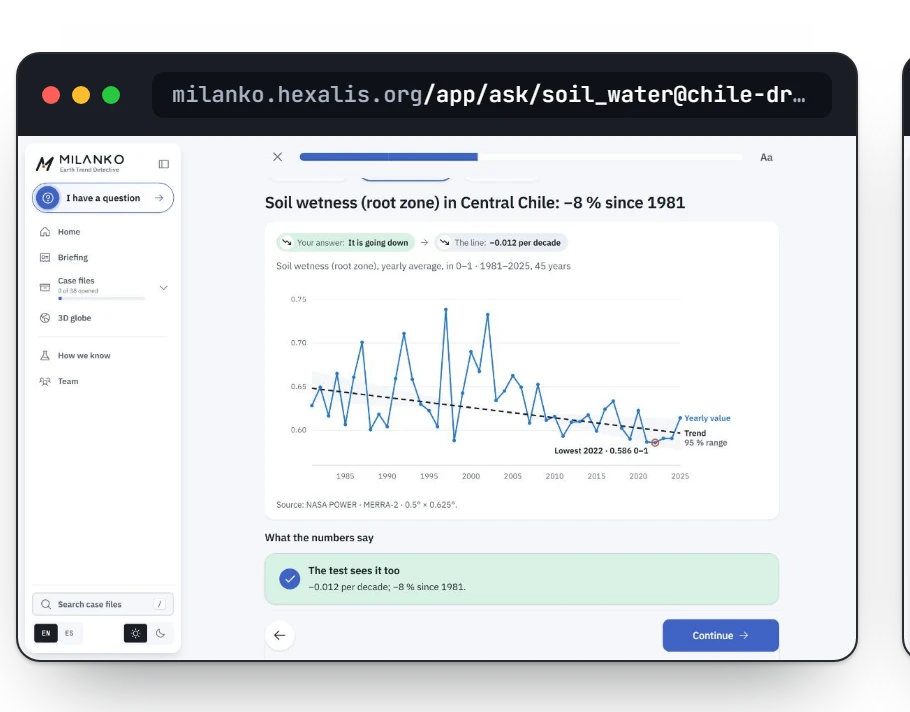 milanko.hexalis.org/app/ask/soil_water@chile-dr…
MILANKO
Earth Trend Detective
I have a question
Home
Briefing
Case files
0 of 38 opened
3D globe
How we know
Team
Search case files /
EN ES
Aa
Soil wetness (root zone) in Central Chile: −8 % since 1981
Your answer: It is going down → The line: −0.012 per decade
Soil wetness (root zone), yearly average, in 0–1 · 1981–2025, 45 years
0.75
0.70
0.65
0.60
Yearly value
Trend
95 % range
Lowest 2022 · 0.586 0–1
1985 1990 1995 2000 2005 2010 2015 2020 2025
Source: NASA POWER · MERRA-2 · 0.5° × 0.625°.
What the numbers say
The test sees it too
−0.012 per decade; −8 % since 1981.
Continue →